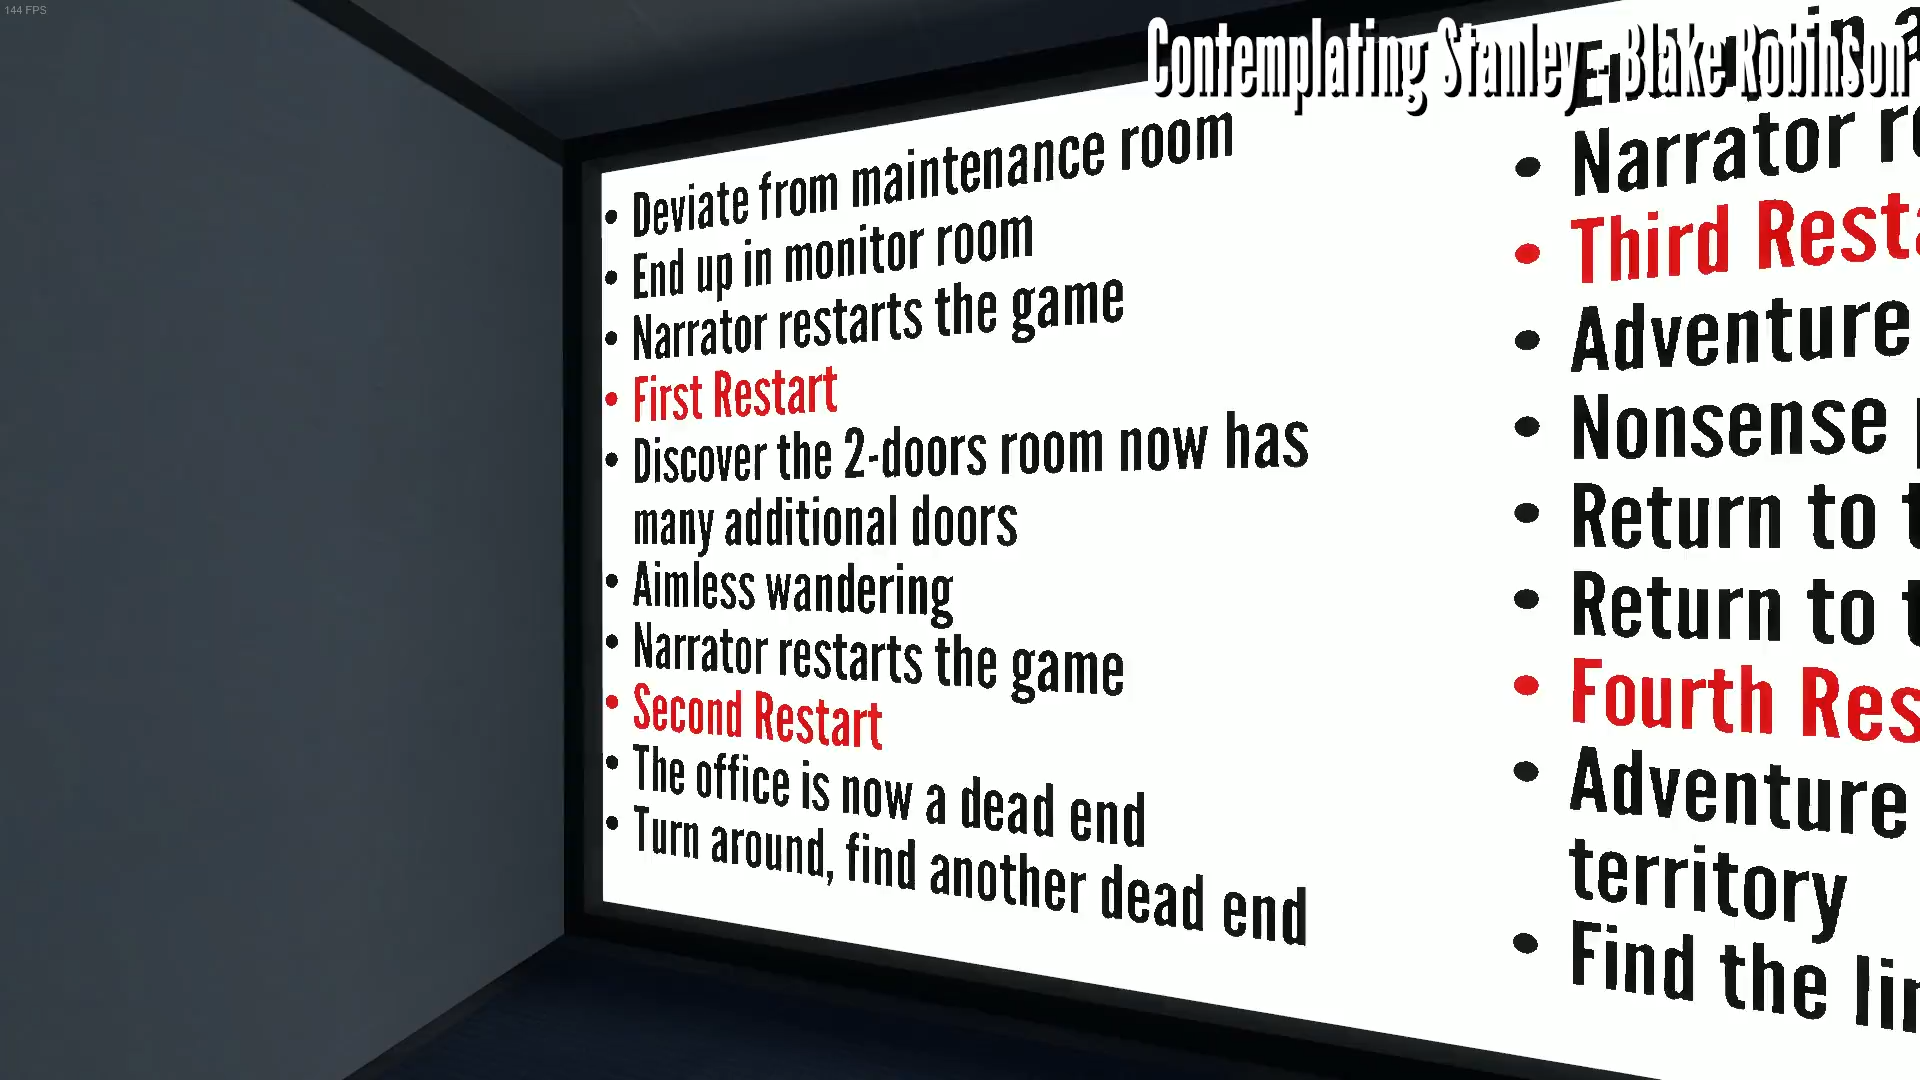 144 FPS
Contemplating Stanley - Blake Robinson
• Deviate from maintenance room
• End up in monitor room
• Narrator restarts the game
• First Restart
• Discover the 2-doors room now has
many additional doors
• Aimless wandering
• Narrator restarts the game
• Second Restart
• The office is now a dead end
• Turn around, find another dead end
• Narrator
• Third
• Adventure
• Nonsense
• Return to
• Return to
• Fourth
• Adventure
territory
• Find the